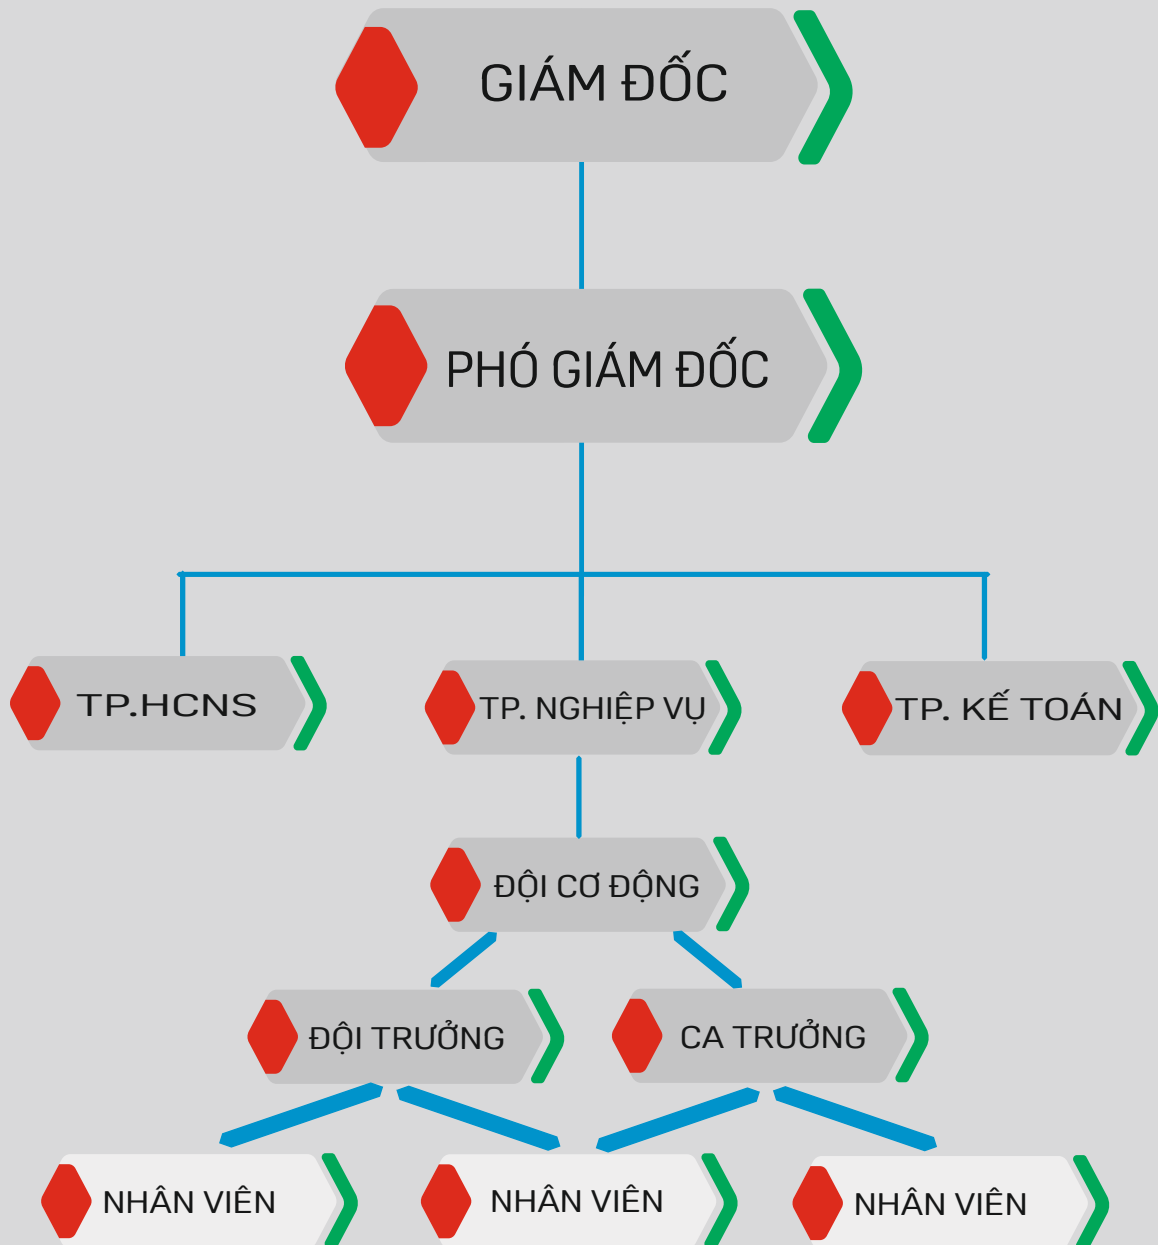 GIÁM ĐỐC
PHÓ GIÁM ĐỐC
TP.HCNS
TP. NGHIỆP VỤ
TP. KẾ TOÁN
ĐỘI CƠ ĐỘNG
ĐỘI TRƯỞNG
CA TRƯỞNG
NHÂN VIÊN
NHÂN VIÊN
NHÂN VIÊN